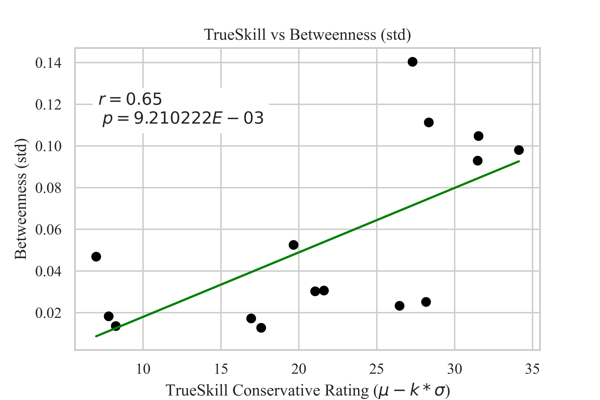 TrueSkill vs Betweenness (std)
r = 0.65
p = 9.210222E − 03
Betweenness (std)
0.14
0.12
0.10
0.08
0.06
0.04
0.02
10 15 20 25 30 35
TrueSkill Conservative Rating (μ − k * σ)